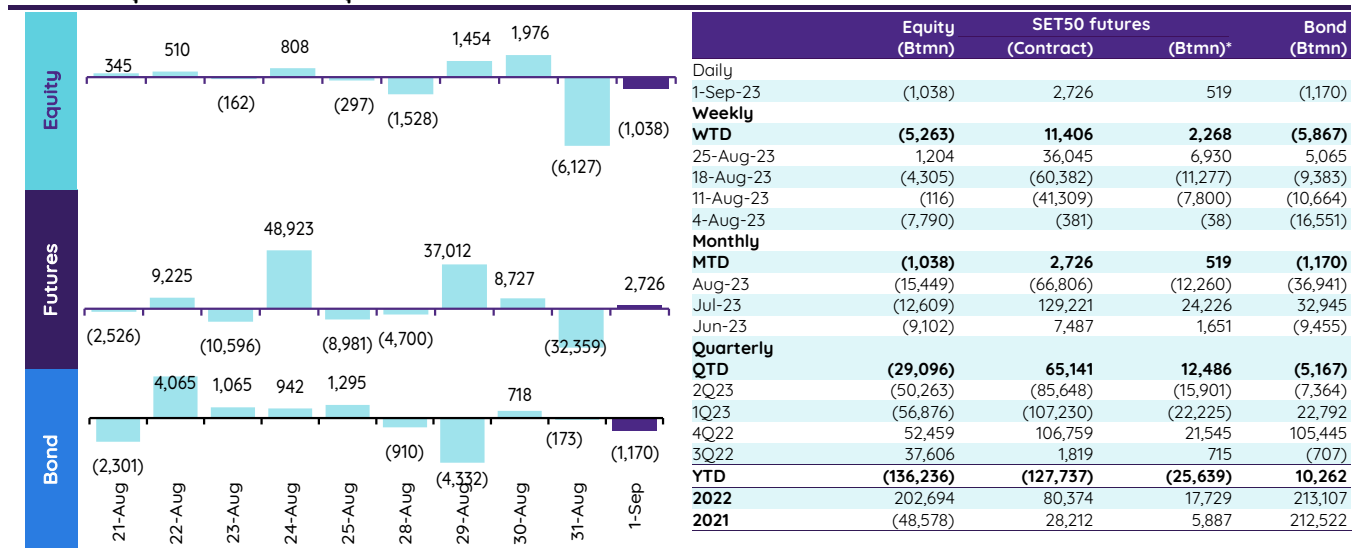 Equity
345
510
(162)
808
(297)
(1,528)
1,454
1,976
(6,127)
(1,038)
Futures
(2,526)
9,225
(10,596)
48,923
(8,981)
(4,700)
37,012
8,727
(32,359)
2,726
Bond
(2,301)
4,065
1,065
942
1,295
(910)
(4,332)
718
(173)
(1,170)
21-Aug
22-Aug
23-Aug
24-Aug
25-Aug
28-Aug
29-Aug
30-Aug
31-Aug
1-Sep
Equity SET50 futures Bond
(Btmn) (Contract) (Btmn)* (Btmn)
Daily
1-Sep-23 (1,038) 2,726 519 (1,170)
Weekly
WTD (5,263) 11,406 2,268 (5,867)
25-Aug-23 1,204 36,045 6,930 5,065
18-Aug-23 (4,305) (60,382) (11,277) (9,383)
11-Aug-23 (116) (41,309) (7,800) (10,664)
4-Aug-23 (7,790) (381) (38) (16,551)
Monthly
MTD (1,038) 2,726 519 (1,170)
Aug-23 (15,449) (66,806) (12,260) (36,941)
Jul-23 (12,609) 129,221 24,226 32,945
Jun-23 (9,102) 7,487 1,651 (9,455)
Quarterly
QTD (29,096) 65,141 12,486 (5,167)
2Q23 (50,263) (85,648) (15,901) (7,364)
1Q23 (56,876) (107,230) (22,225) 22,792
4Q22 52,459 106,759 21,545 105,445
3Q22 37,606 1,819 715 (707)
YTD (136,236) (127,737) (25,639) 10,262
2022 202,694 80,374 17,729 213,107
2021 (48,578) 28,212 5,887 212,522